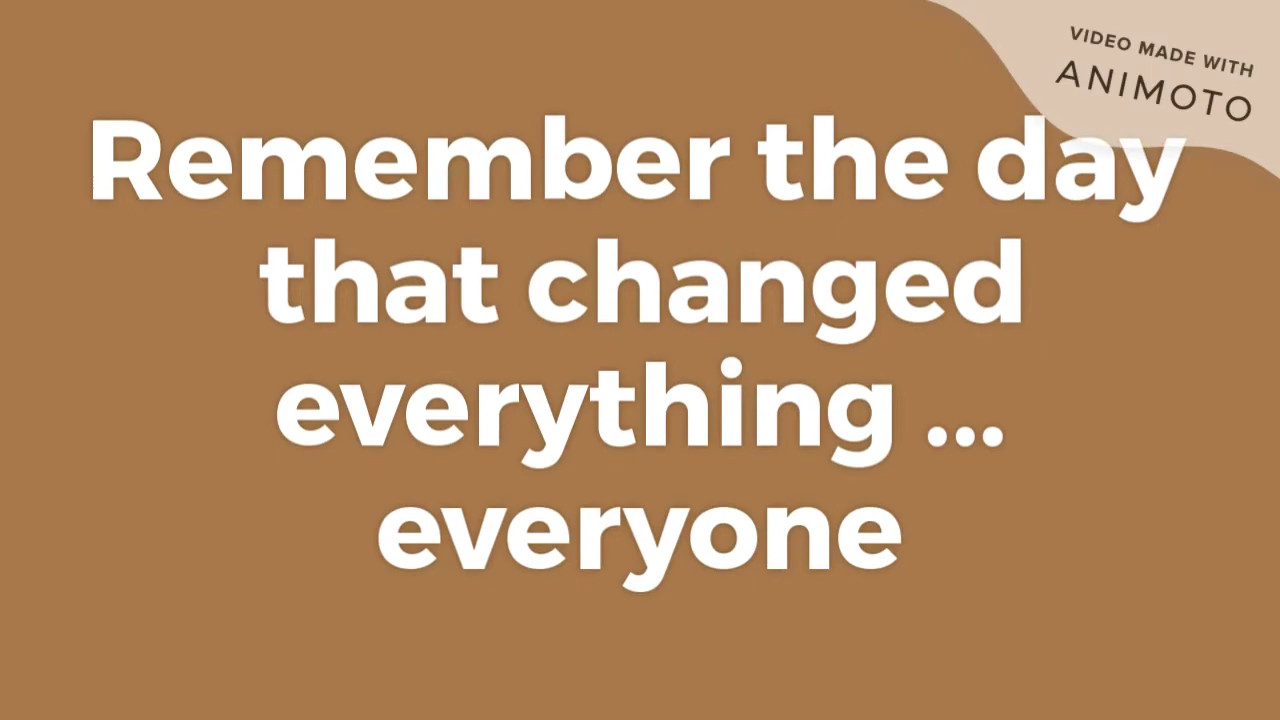 VIDEO MADE WITH
ANIMOTO
Remember the day
that changed
everything ...
everyone